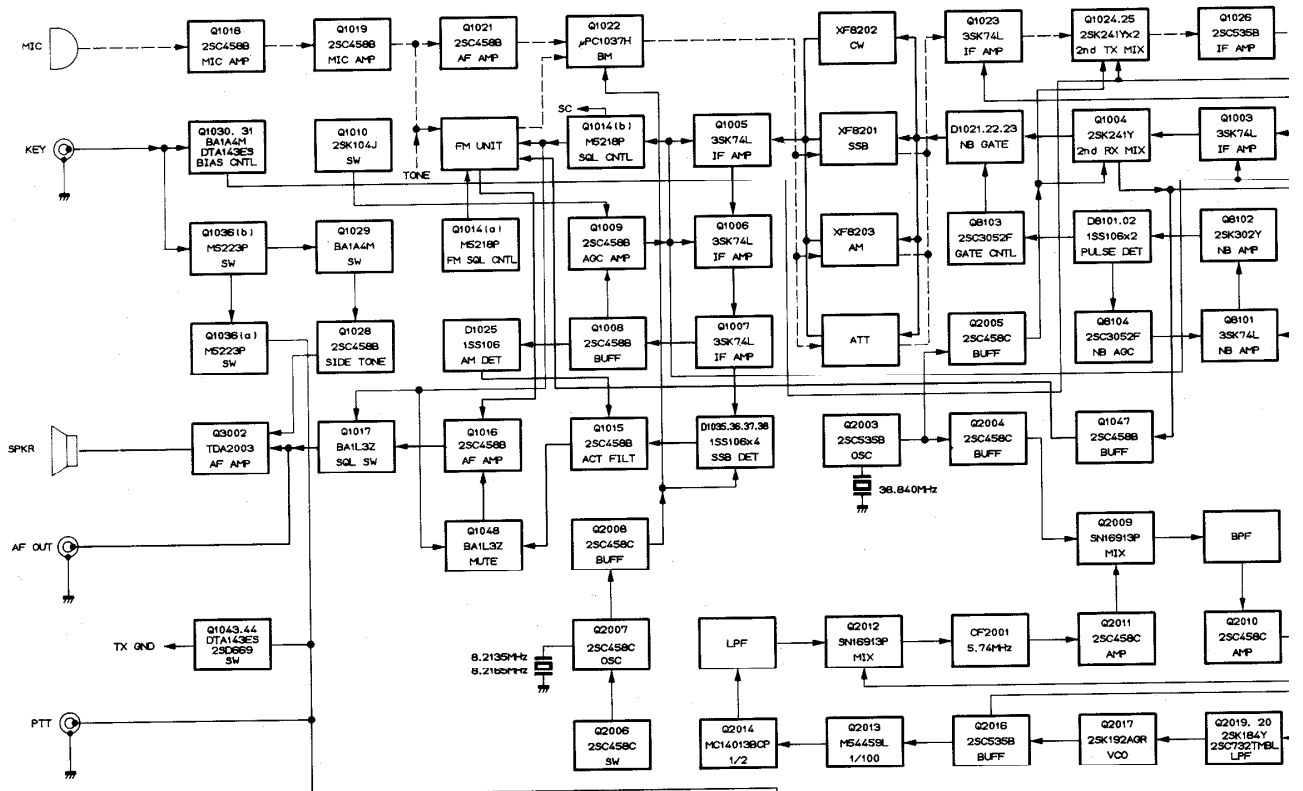 MIC
Q1018
2SC458B
MIC AMP
Q1019
2SC458B
MIC AMP
Q1021
2SC458B
AF AMP
Q1022
μPC1037H
BM
XF8202
CW
Q1023
3SK74L
IF AMP
Q1024.25
2SK241Yx2
2nd TX MIX
Q1026
2SC535B
IF AMP
KEY
Q1030. 31
BA1A4M
DTA143ES
BIAS CNTL
Q1010
2SK104J
SW
TONE
FM UNIT
SC
Q1014(b)
M5218P
SQL CNTL
Q1005
3SK74L
IF AMP
XF8201
SSB
D1021.22.23
NB GATE
Q1004
2SK241Y
2nd RX MIX
Q1003
3SK74L
IF AMP
Q1036(b)
M5223P
SW
Q1029
BA1A4M
SW
Q1014(a)
M5218P
FM SQL CNTL
Q1009
2SC458B
AGC AMP
Q1006
3SK74L
IF AMP
XF8203
AM
Q8103
2SC3052F
GATE CNTL
D8101.02
1SS106x2
PULSE DET
Q8102
2SK302Y
NB AMP
Q1036(a)
M5223P
SW
Q1028
2SC458B
SIDE TONE
D1025
1SS106
AM DET
Q1008
2SC458B
BUFF
Q1007
3SK74L
IF AMP
ATT
Q2005
2SC458C
BUFF
Q8104
2SC3052F
NB AGC
Q8101
3SK74L
NB AMP
SPKR
Q3002
TDA2003
AF AMP
Q1017
BA1L3Z
SQL SW
Q1016
2SC458B
AF AMP
Q1015
2SC458B
ACT FILT
D1035.36.37.38
1SS106x4
SSB DET
Q2003
2SC535B
OSC
Q2004
2SC458C
BUFF
Q1047
2SC458B
BUFF
38.840MHz
AF OUT
Q1048
BA1L3Z
MUTE
Q2008
2SC458C
BUFF
Q2009
SN16913P
MIX
BPF
TX GND
Q1043.44
DTA143ES
2SD669
SW
8.2135MHz
8.2165MHz
Q2007
2SC458C
OSC
LPF
Q2012
SN16913P
MIX
CF2001
5.74MHz
Q2011
2SC458C
AMP
Q2010
2SC458C
AMP
PTT
Q2006
2SC458C
SW
Q2014
MC14013BCP
1/2
Q2013
M54459L
1/100
Q2016
2SC535B
BUFF
Q2017
2SK192AGR
VCO
Q2019. 20
2SK184Y
2SC732TMBL
LPF